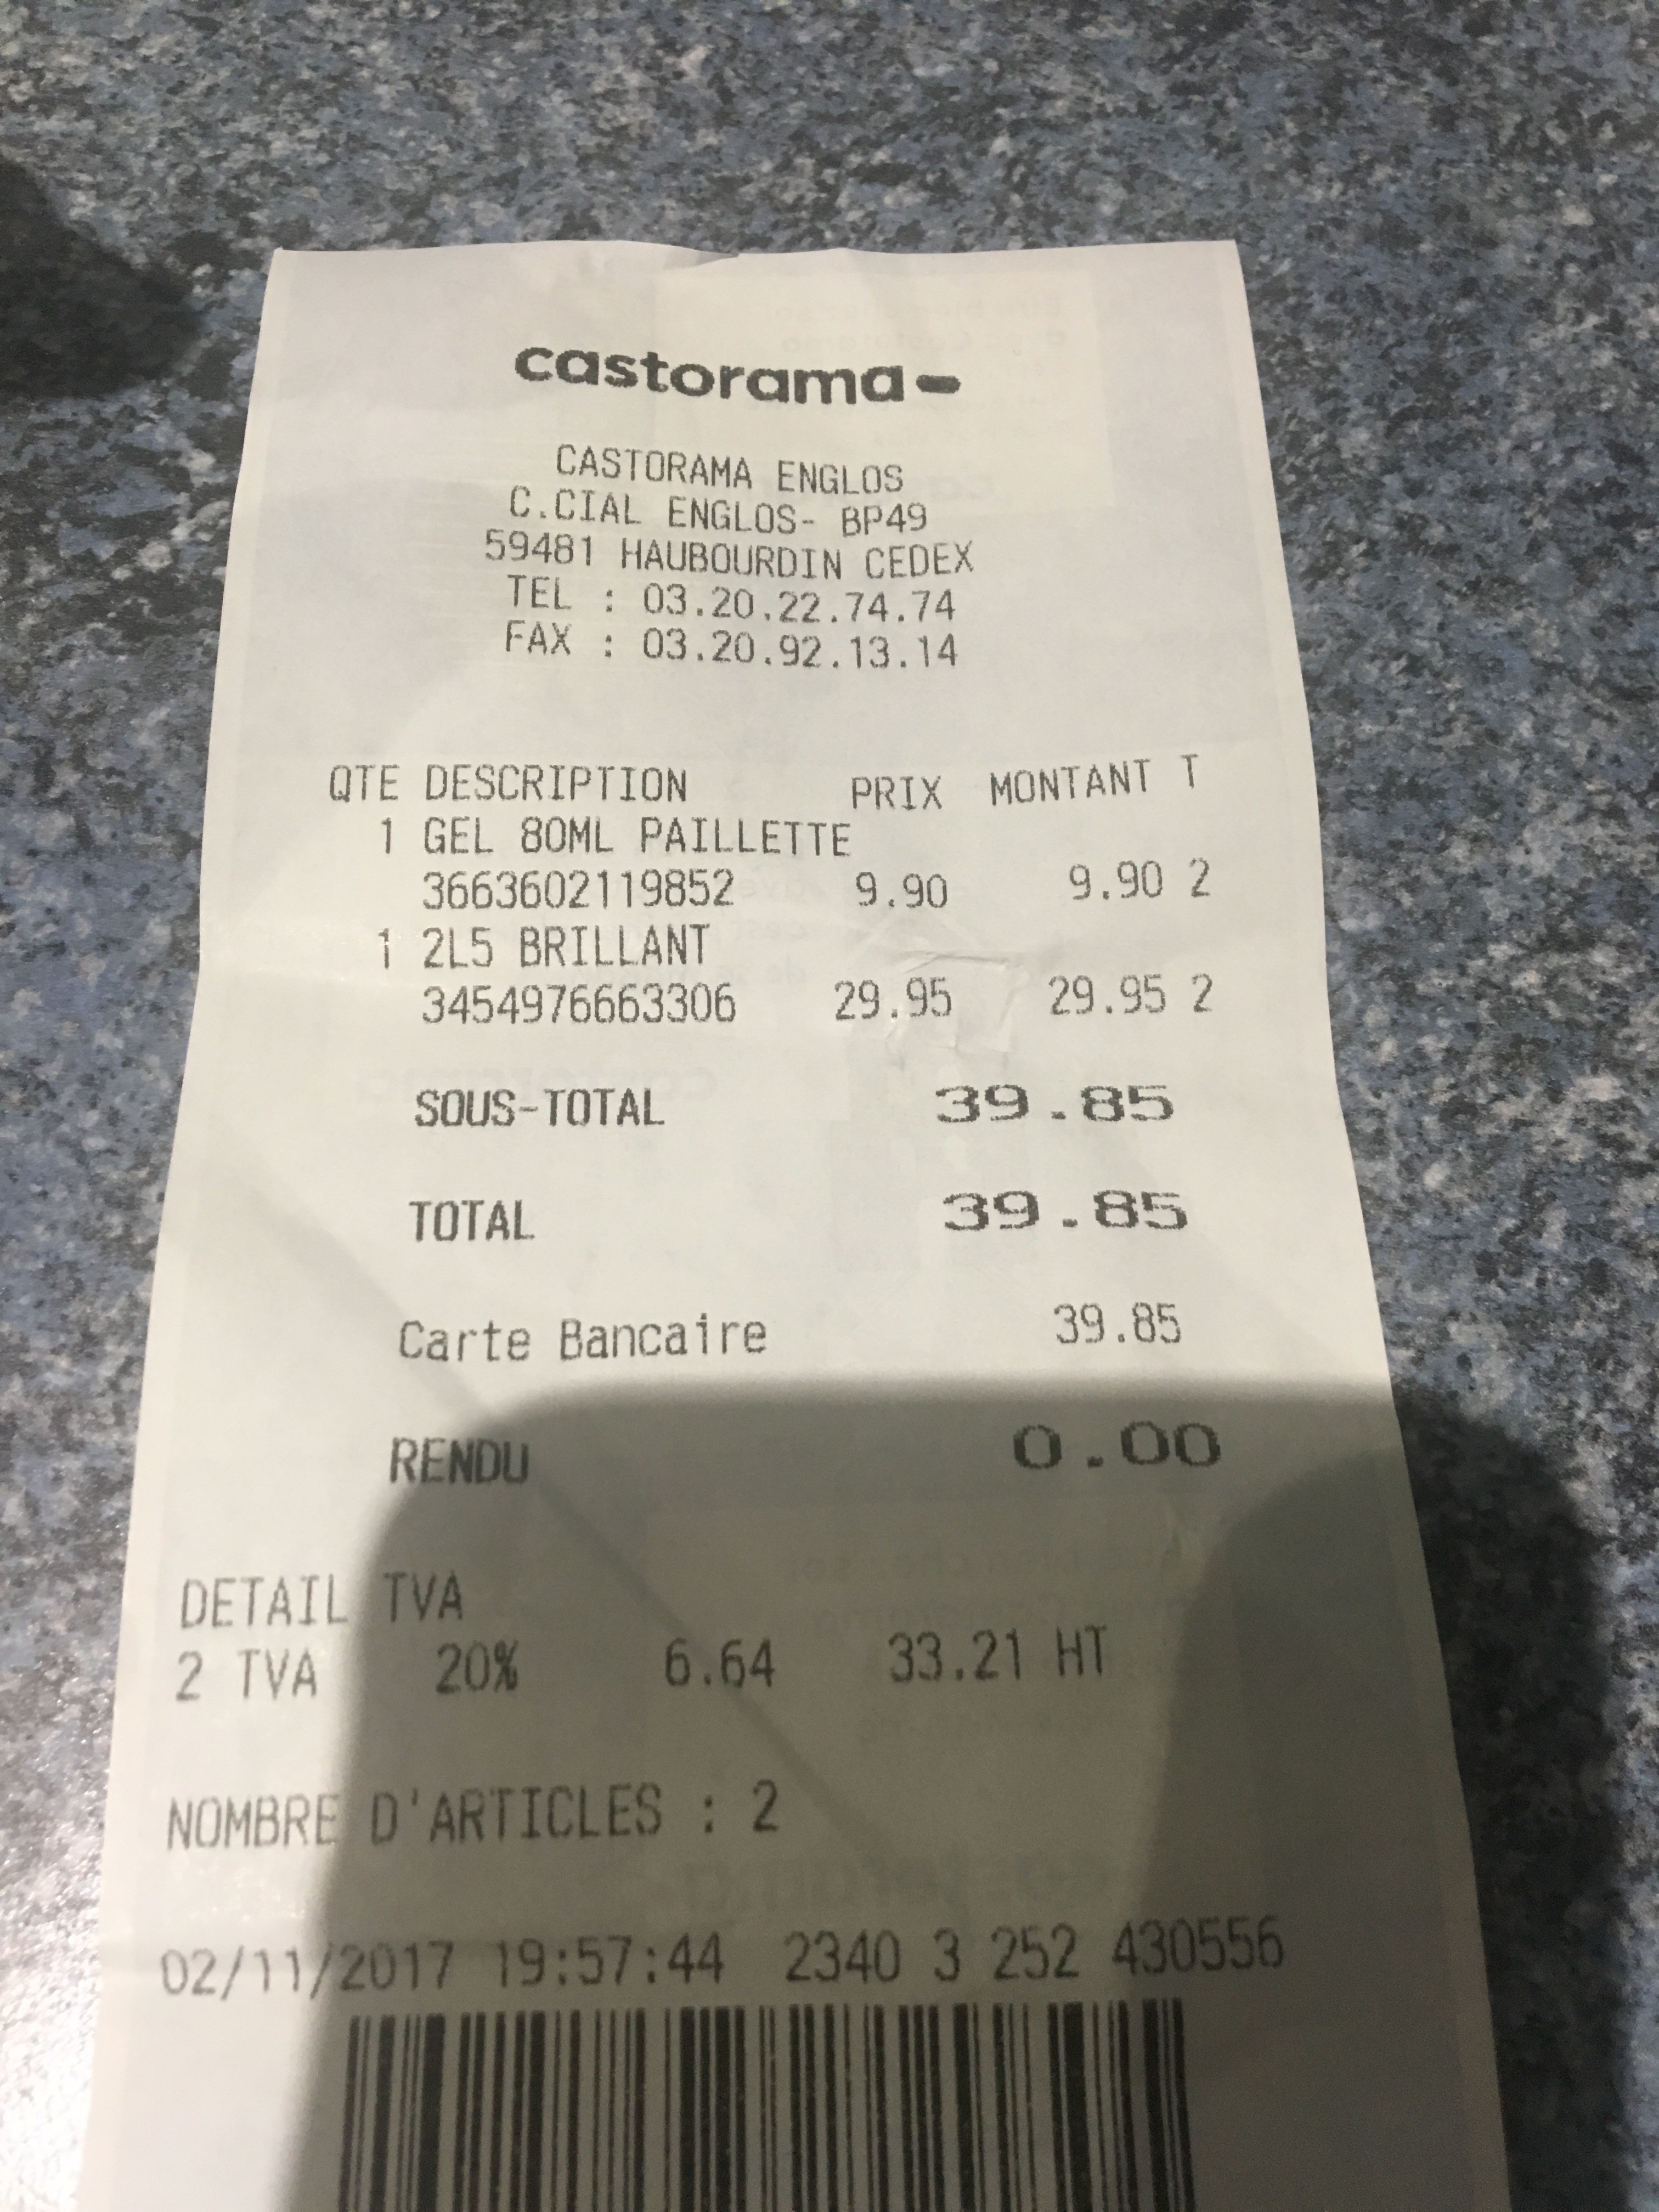 castorama
CASTORAMA ENGLOS
C.CIAL ENGLOS- BP49
59481 HAUBOURDIN CEDEX
TEL : 03.20.22.74.74
FAX : 03.20.92.13.14
QTE DESCRIPTION PRIX MONTANT T
1 GEL 80ML PAILLETTE
3663602119852 9.90 9.90 2
1 2L5 BRILLANT
3454976663306 29.95 29.95 2
SOUS-TOTAL 39.85
TOTAL 39.85
Carte Bancaire 39.85
RENDU 0.00
DETAIL TVA
2 TVA 20% 6.64 33.21 HT
NOMBRE D'ARTICLES : 2
02/11/2017 19:57:44 2340 3 252 430556